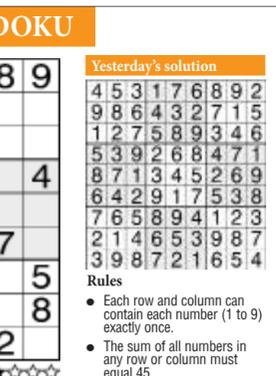 DOKU
8 9
4
7
5
8
2
Yesterday's solution
4 5 3 1 7 6 8 9 2
9 8 6 4 3 2 7 1 5
1 2 7 5 8 9 3 4 6
5 3 9 2 6 8 4 7 1
8 7 1 3 4 5 2 6 9
6 4 2 9 1 7 5 3 8
7 6 5 8 9 4 1 2 3
2 1 4 6 5 3 9 8 7
3 9 8 7 2 1 6 5 4
Rules
● Each row and column can
contain each number (1 to 9)
exactly once.
● The sum of all numbers in
any row or column must
equal 45